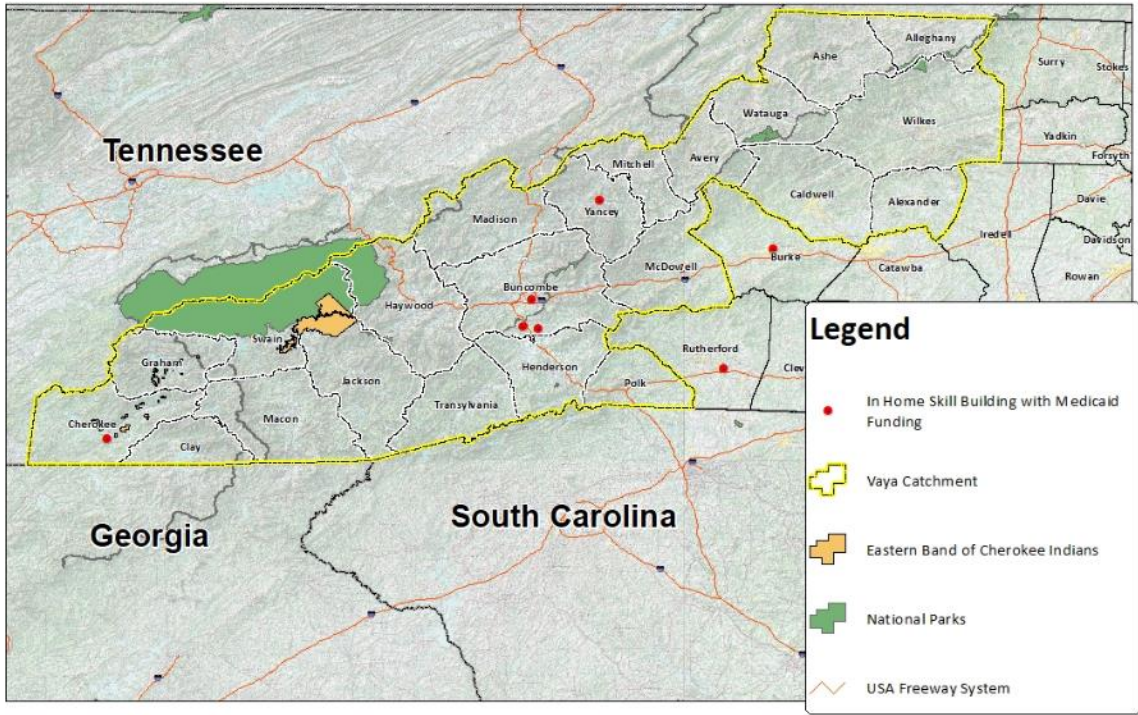 Alleghany
Ashe
Surry
Stokes
Watauga
Wilkes
Yadkin
Tennessee
Forsyth
Mitchell
Avery
Caldwell
Alexander
Davie
Madison
Yancey
Iredell
Davidson
Burke
Catawba
McDowell
Rowan
Buncombe
Haywood
Swain
Rutherford
Graham
Henderson
Clev
Jackson
Polk
Transylvania
Cherokee
Macon
Clay
Georgia
South Carolina
Legend
In Home Skill Building with Medicaid
Funding
Vaya Catchment
Eastern Band of Cherokee Indians
National Parks
USA Freeway System